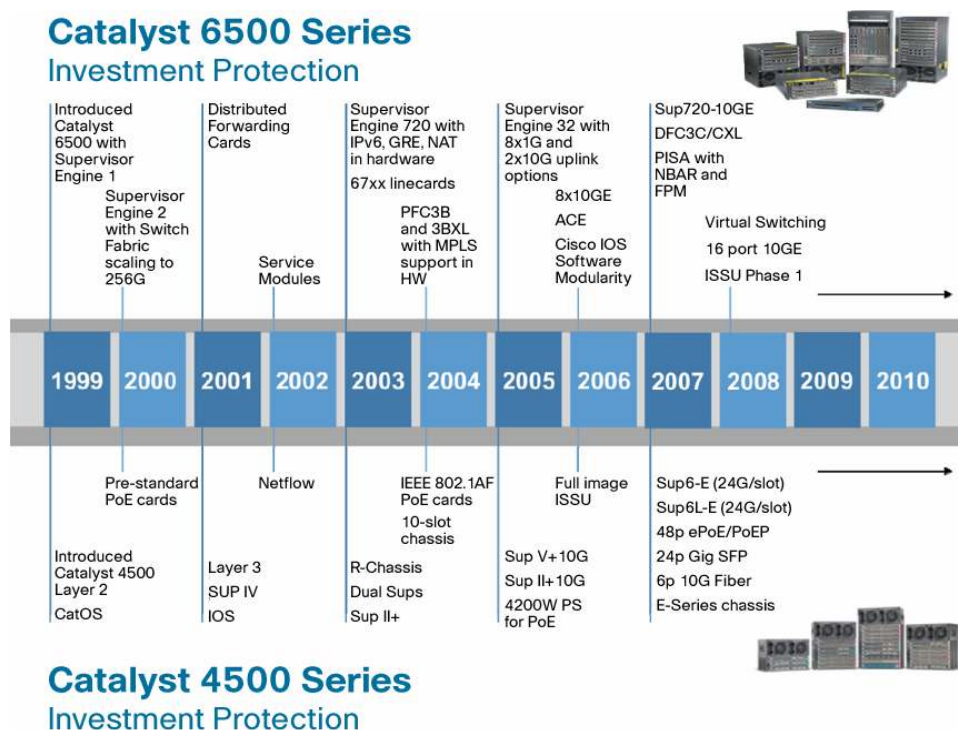 Catalyst 6500 Series
Investment Protection
Introduced
Catalyst
6500 with
Supervisor
Engine 1
Supervisor
Engine 2
with Switch
Fabric
scaling to
256G
Distributed
Forwarding
Cards
Service
Modules
Supervisor
Engine 720 with
IPv6, GRE, NAT
in hardware
67xx linecards
PFC3B
and 3BXL
with MPLS
support in
HW
Supervisor
Engine 32 with
8x1G and
2x10G uplink
options
8x10GE
ACE
Cisco IOS
Software
Modularity
Sup720-10GE
DFC3C/CXL
PISA with
NBAR and
FPM
Virtual Switching
16 port 10GE
ISSU Phase 1
1999 2000 2001 2002 2003 2004 2005 2006 2007 2008 2009 2010
Pre-standard
PoE cards
Introduced
Catalyst 4500
Layer 2
CatOS
Netflow
Layer 3
SUP IV
IOS
IEEE 802.1AF
PoE cards
10-slot
chassis
R-Chassis
Dual Sups
Sup II+
Full image
ISSU
Sup V+10G
Sup II+10G
4200W PS
for PoE
Sup6-E (24G/slot)
Sup6L-E (24G/slot)
48p ePoE/PoEP
24p Gig SFP
6p 10G Fiber
E-Series chassis
Catalyst 4500 Series
Investment Protection